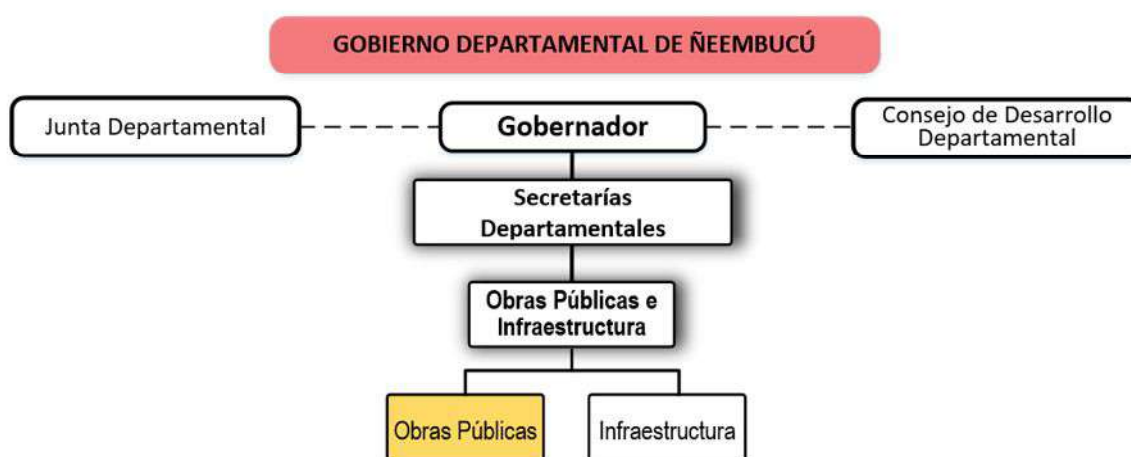 GOBIERNO DEPARTAMENTAL DE ÑEEMBUCÚ
Junta Departamental
Gobernador
Consejo de Desarrollo
Departamental
Secretarías
Departamentales
Obras Públicas e
Infraestructura
Obras Públicas
Infraestructura